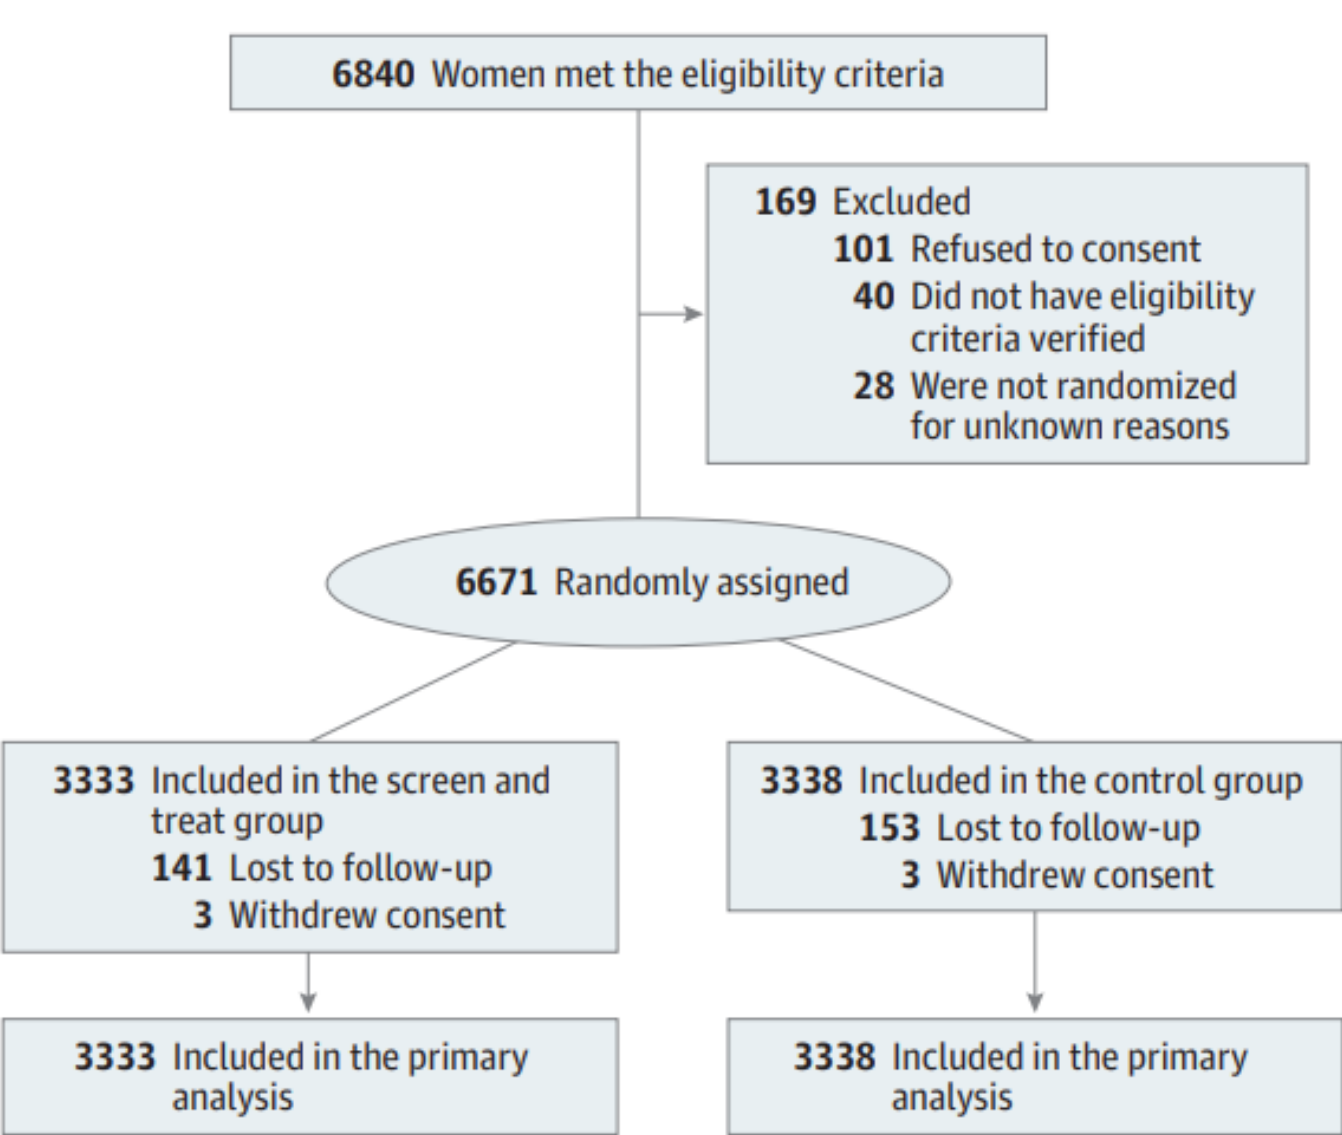 6840 Women met the eligibility criteria
169 Excluded
101 Refused to consent
40 Did not have eligibility
criteria verified
28 Were not randomized
for unknown reasons
6671 Randomly assigned
3333 Included in the screen and
treat group
141 Lost to follow-up
3 Withdrew consent
3338 Included in the control group
153 Lost to follow-up
3 Withdrew consent
3333 Included in the primary
analysis
3338 Included in the primary
analysis